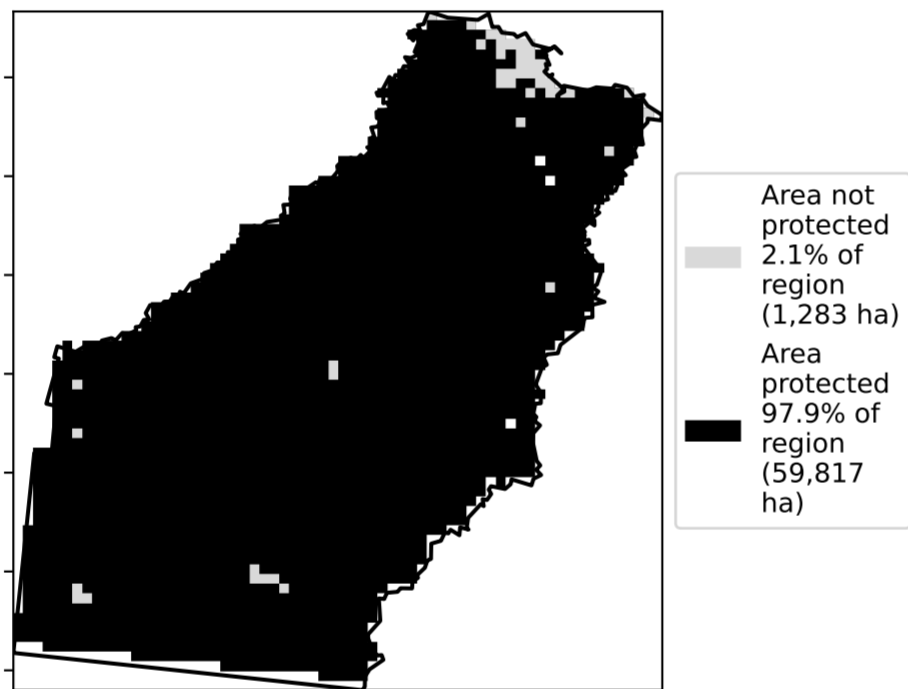 Area not
protected
2.1% of
region
(1,283 ha)
Area
protected
97.9% of
region
(59,817
ha)